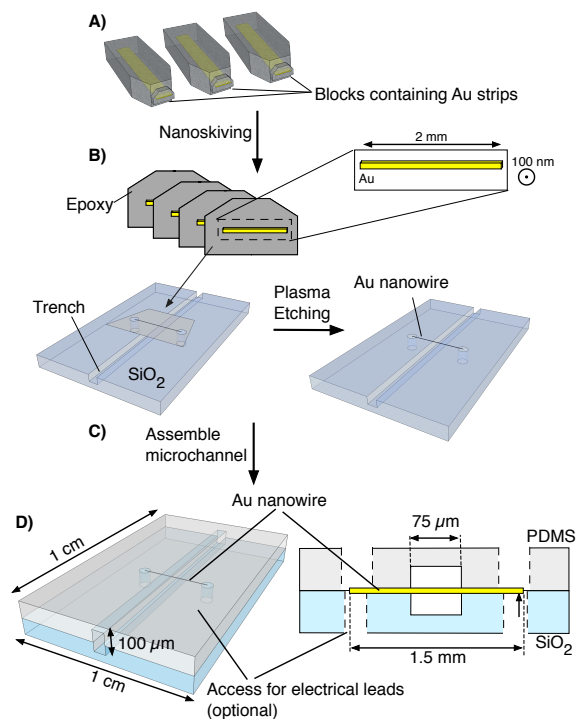 A)
Blocks containing Au strips
Nanoskiving
B)
2 mm
Au
100 nm
Epoxy
Trench
SiO2
Plasma
Etching
Au nanowire
C)
Assemble
microchannel
Au nanowire
D)
1 cm
100 µm
1 cm
75 µm
PDMS
SiO2
1.5 mm
Access for electrical leads
(optional)